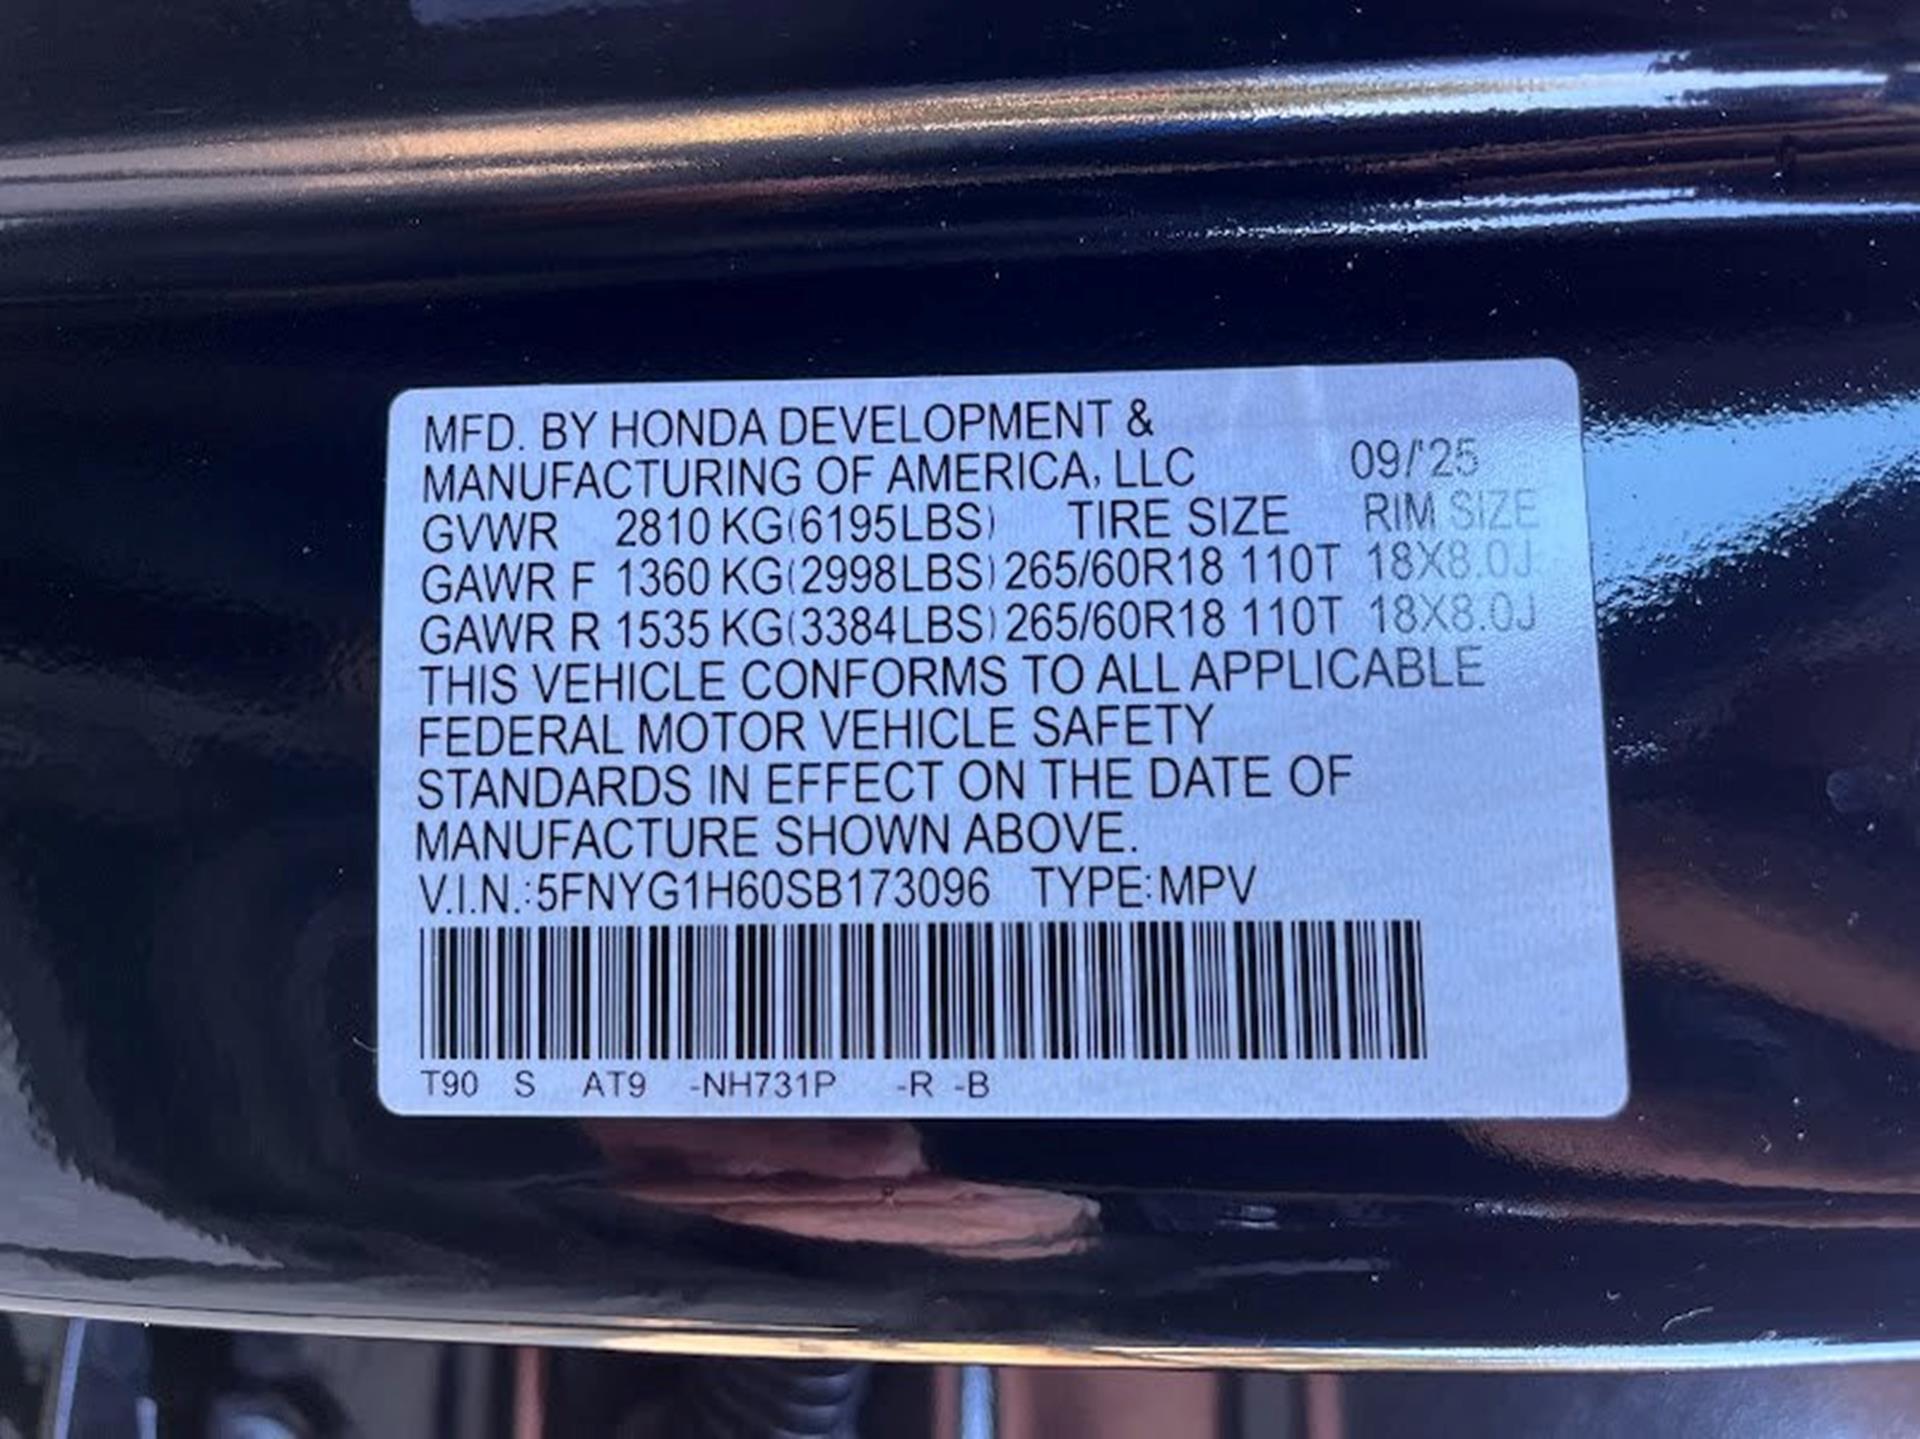 MFD. BY HONDA DEVELOPMENT &
MANUFACTURING OF AMERICA, LLC 09/'25
GVWR 2810 KG(6195LBS) TIRE SIZE RIM SIZE
GAWR F 1360 KG(2998LBS) 265/60R18 110T 18X8.0J
GAWR R 1535 KG(3384LBS) 265/60R18 110T 18X8.0J
THIS VEHICLE CONFORMS TO ALL APPLICABLE
FEDERAL MOTOR VEHICLE SAFETY
STANDARDS IN EFFECT ON THE DATE OF
MANUFACTURE SHOWN ABOVE.
V.I.N.:5FNYG1H60SB173096 TYPE:MPV
T90 S AT9 -NH731P -R -B